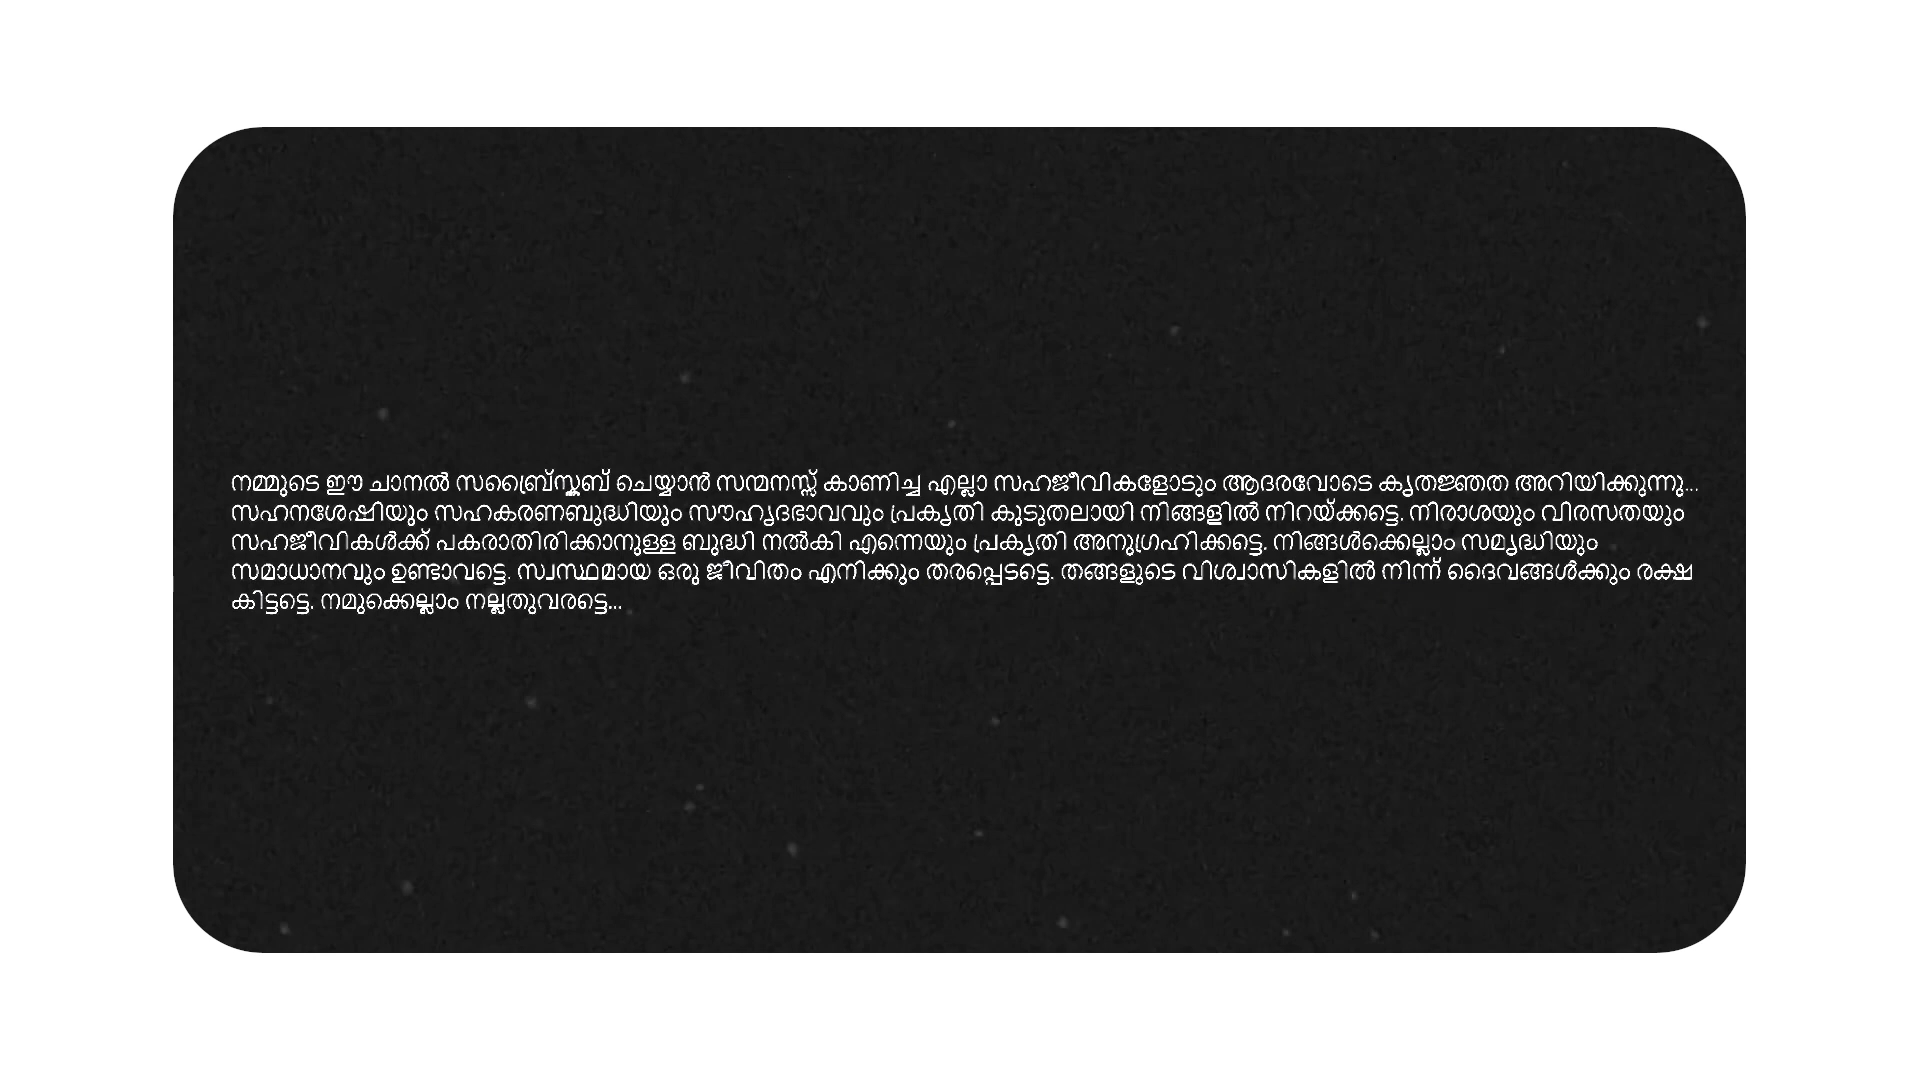 നമ്മുടെ ഈ ചാനൽ സബ്രൈസ്ക്കബ് ചെയ്യാൻ സന്മനസ്സ് കാണിച്ച എല്ലാ സഹജീവികളോടും ആദരവോടെ കൃതജ്ഞത അറിയിക്കുന്നു...
സഹനശേഷിയും സഹകരണബുദ്ധിയും സൗഹൃദഭാവവും പ്രകൃതി കൂടുതലായി നിങ്ങളിൽ നിറയ്ക്കട്ടെ. നിരാശയും വിരസതയും
സഹജീവികൾക്ക് പകരാതിരിക്കാനുള്ള ബുദ്ധി നൽകി എന്നെയും പ്രകൃതി അനുഗ്രഹിക്കട്ടെ. നിങ്ങൾക്കെല്ലാം സമൃദ്ധിയും
സമാധാനവും ഉണ്ടാവട്ടെ. സ്വസ്ഥമായ ഒരു ജീവിതം എനിക്കും തരപ്പെടട്ടെ. തങ്ങളുടെ വിശ്വാസികളിൽ നിന്ന് ദൈവങ്ങൾക്കും രക്ഷ
കിട്ടട്ടെ. നമുക്കെല്ലാം നല്ലതുവരട്ടെ...